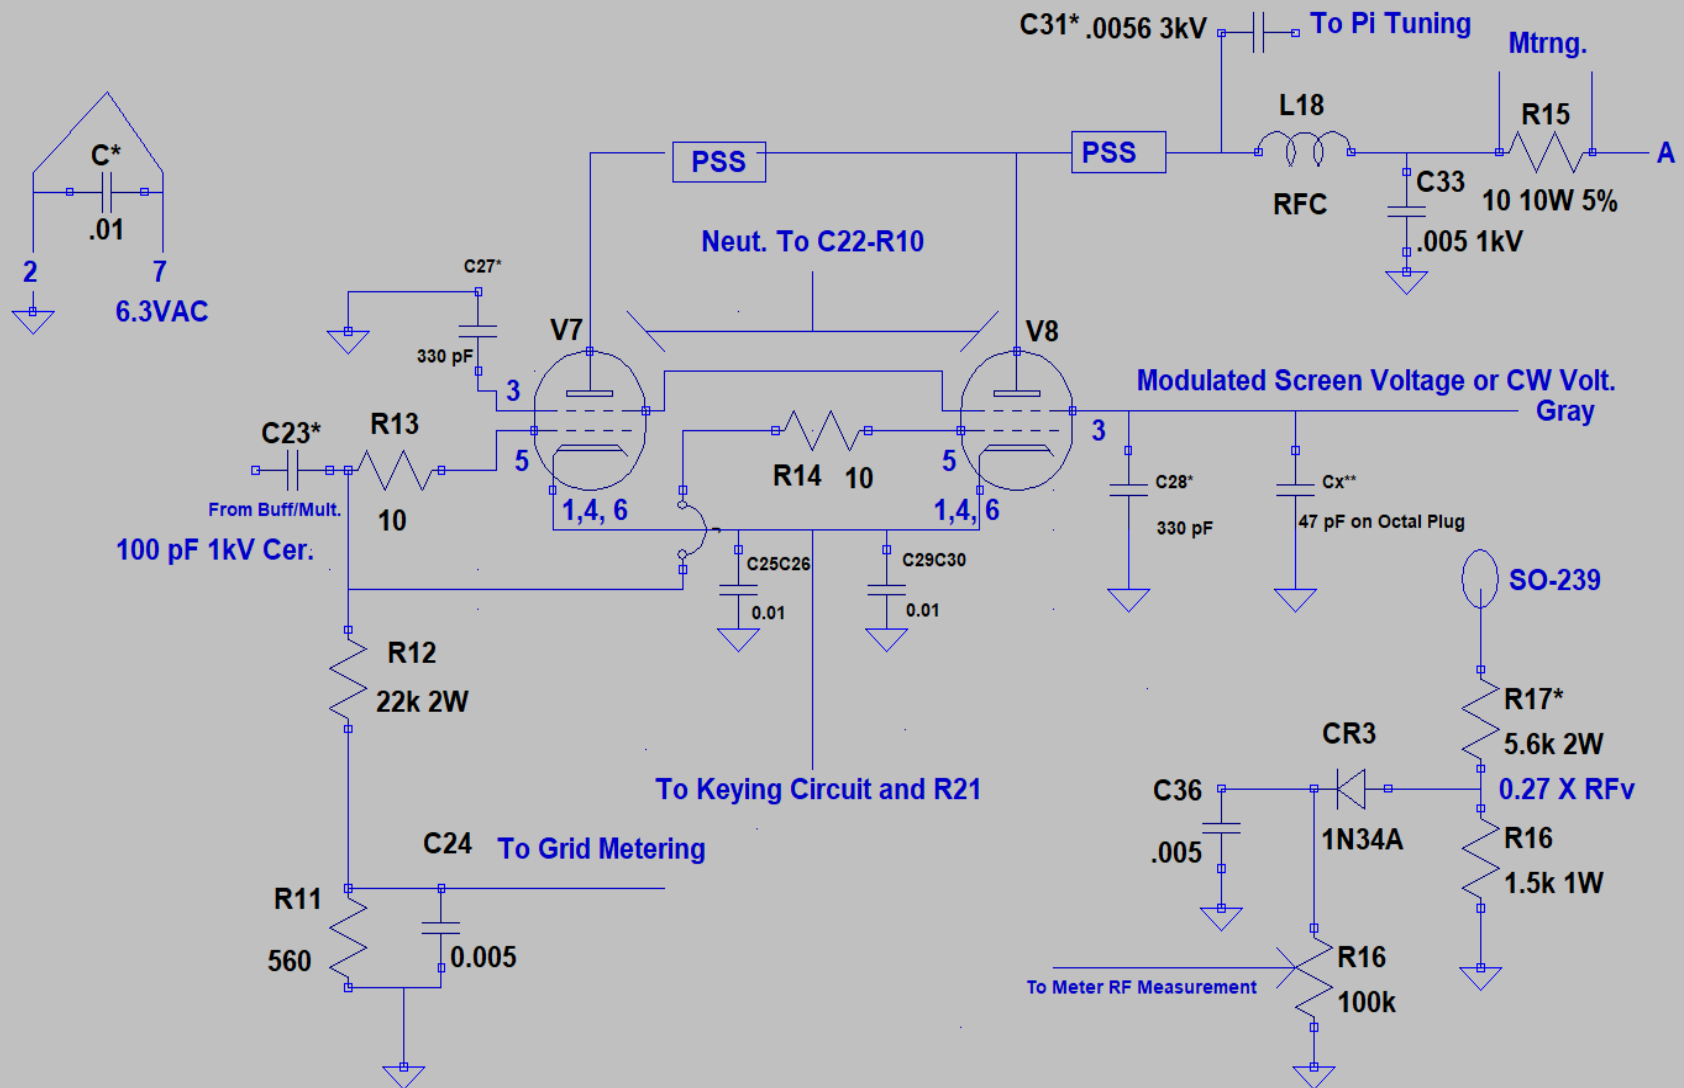 C31* .0056 3kV
To Pi Tuning
Mtrng.
L18
R15
C*
PSS
PSS
A
C33
.01
RFC
10 10W 5%
Neut. To C22-R10
.005 1kV
2
7
C27*
6.3VAC
V7
V8
330 pF
3
Modulated Screen Voltage or CW Volt.
Gray
C23*
R13
3
5
R14
10
5
C28*
Cx**
From Buff/Mult.
10
1,4, 6
1,4, 6
330 pF
47 pF on Octal Plug
100 pF 1kV Cer.
C25C26
C29C30
SO-239
0.01
0.01
R12
22k 2W
R17*
CR3
5.6k 2W
To Keying Circuit and R21
C36
0.27 X RFv
C24
To Grid Metering
.005
1N34A
R16
1.5k 1W
R11
560
0.005
R16
To Meter RF Measurement
100k